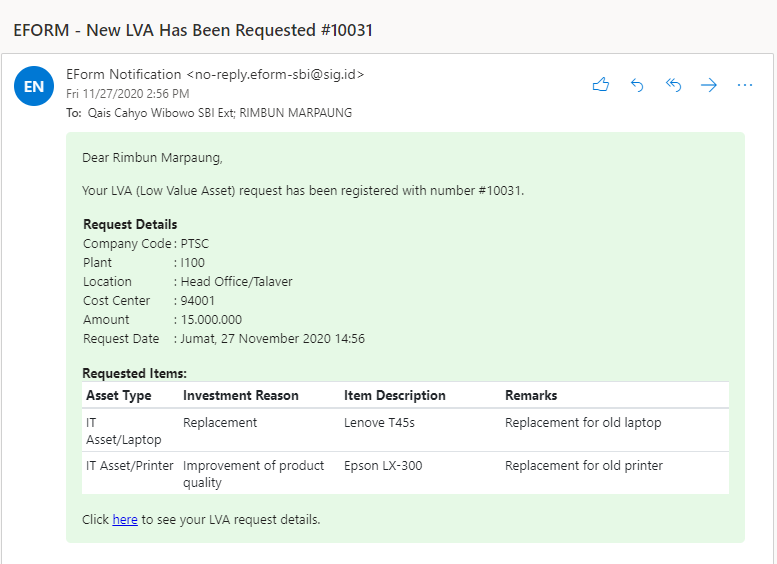 EFORM - New LVA Has Been Requested #10031
EN
EForm Notification <no-reply.eform-sbi@sig.id>
Fri 11/27/2020 2:56 PM
To: Qais Cahyo Wibowo SBI Ext; RIMBUN MARPAUNG
Dear Rimbun Marpaung,
Your LVA (Low Value Asset) request has been registered with number #10031.
Request Details
Company Code : PTSC
Plant : I100
Location : Head Office/Talaver
Cost Center : 94001
Amount : 15.000.000
Request Date : Jumat, 27 November 2020 14:56
Requested Items:
Asset Type Investment Reason Item Description Remarks
IT Replacement Lenove T45s Replacement for old laptop
Asset/Laptop
IT Asset/Printer Improvement of product Epson LX-300 Replacement for old printer
quality
Click here to see your LVA request details.